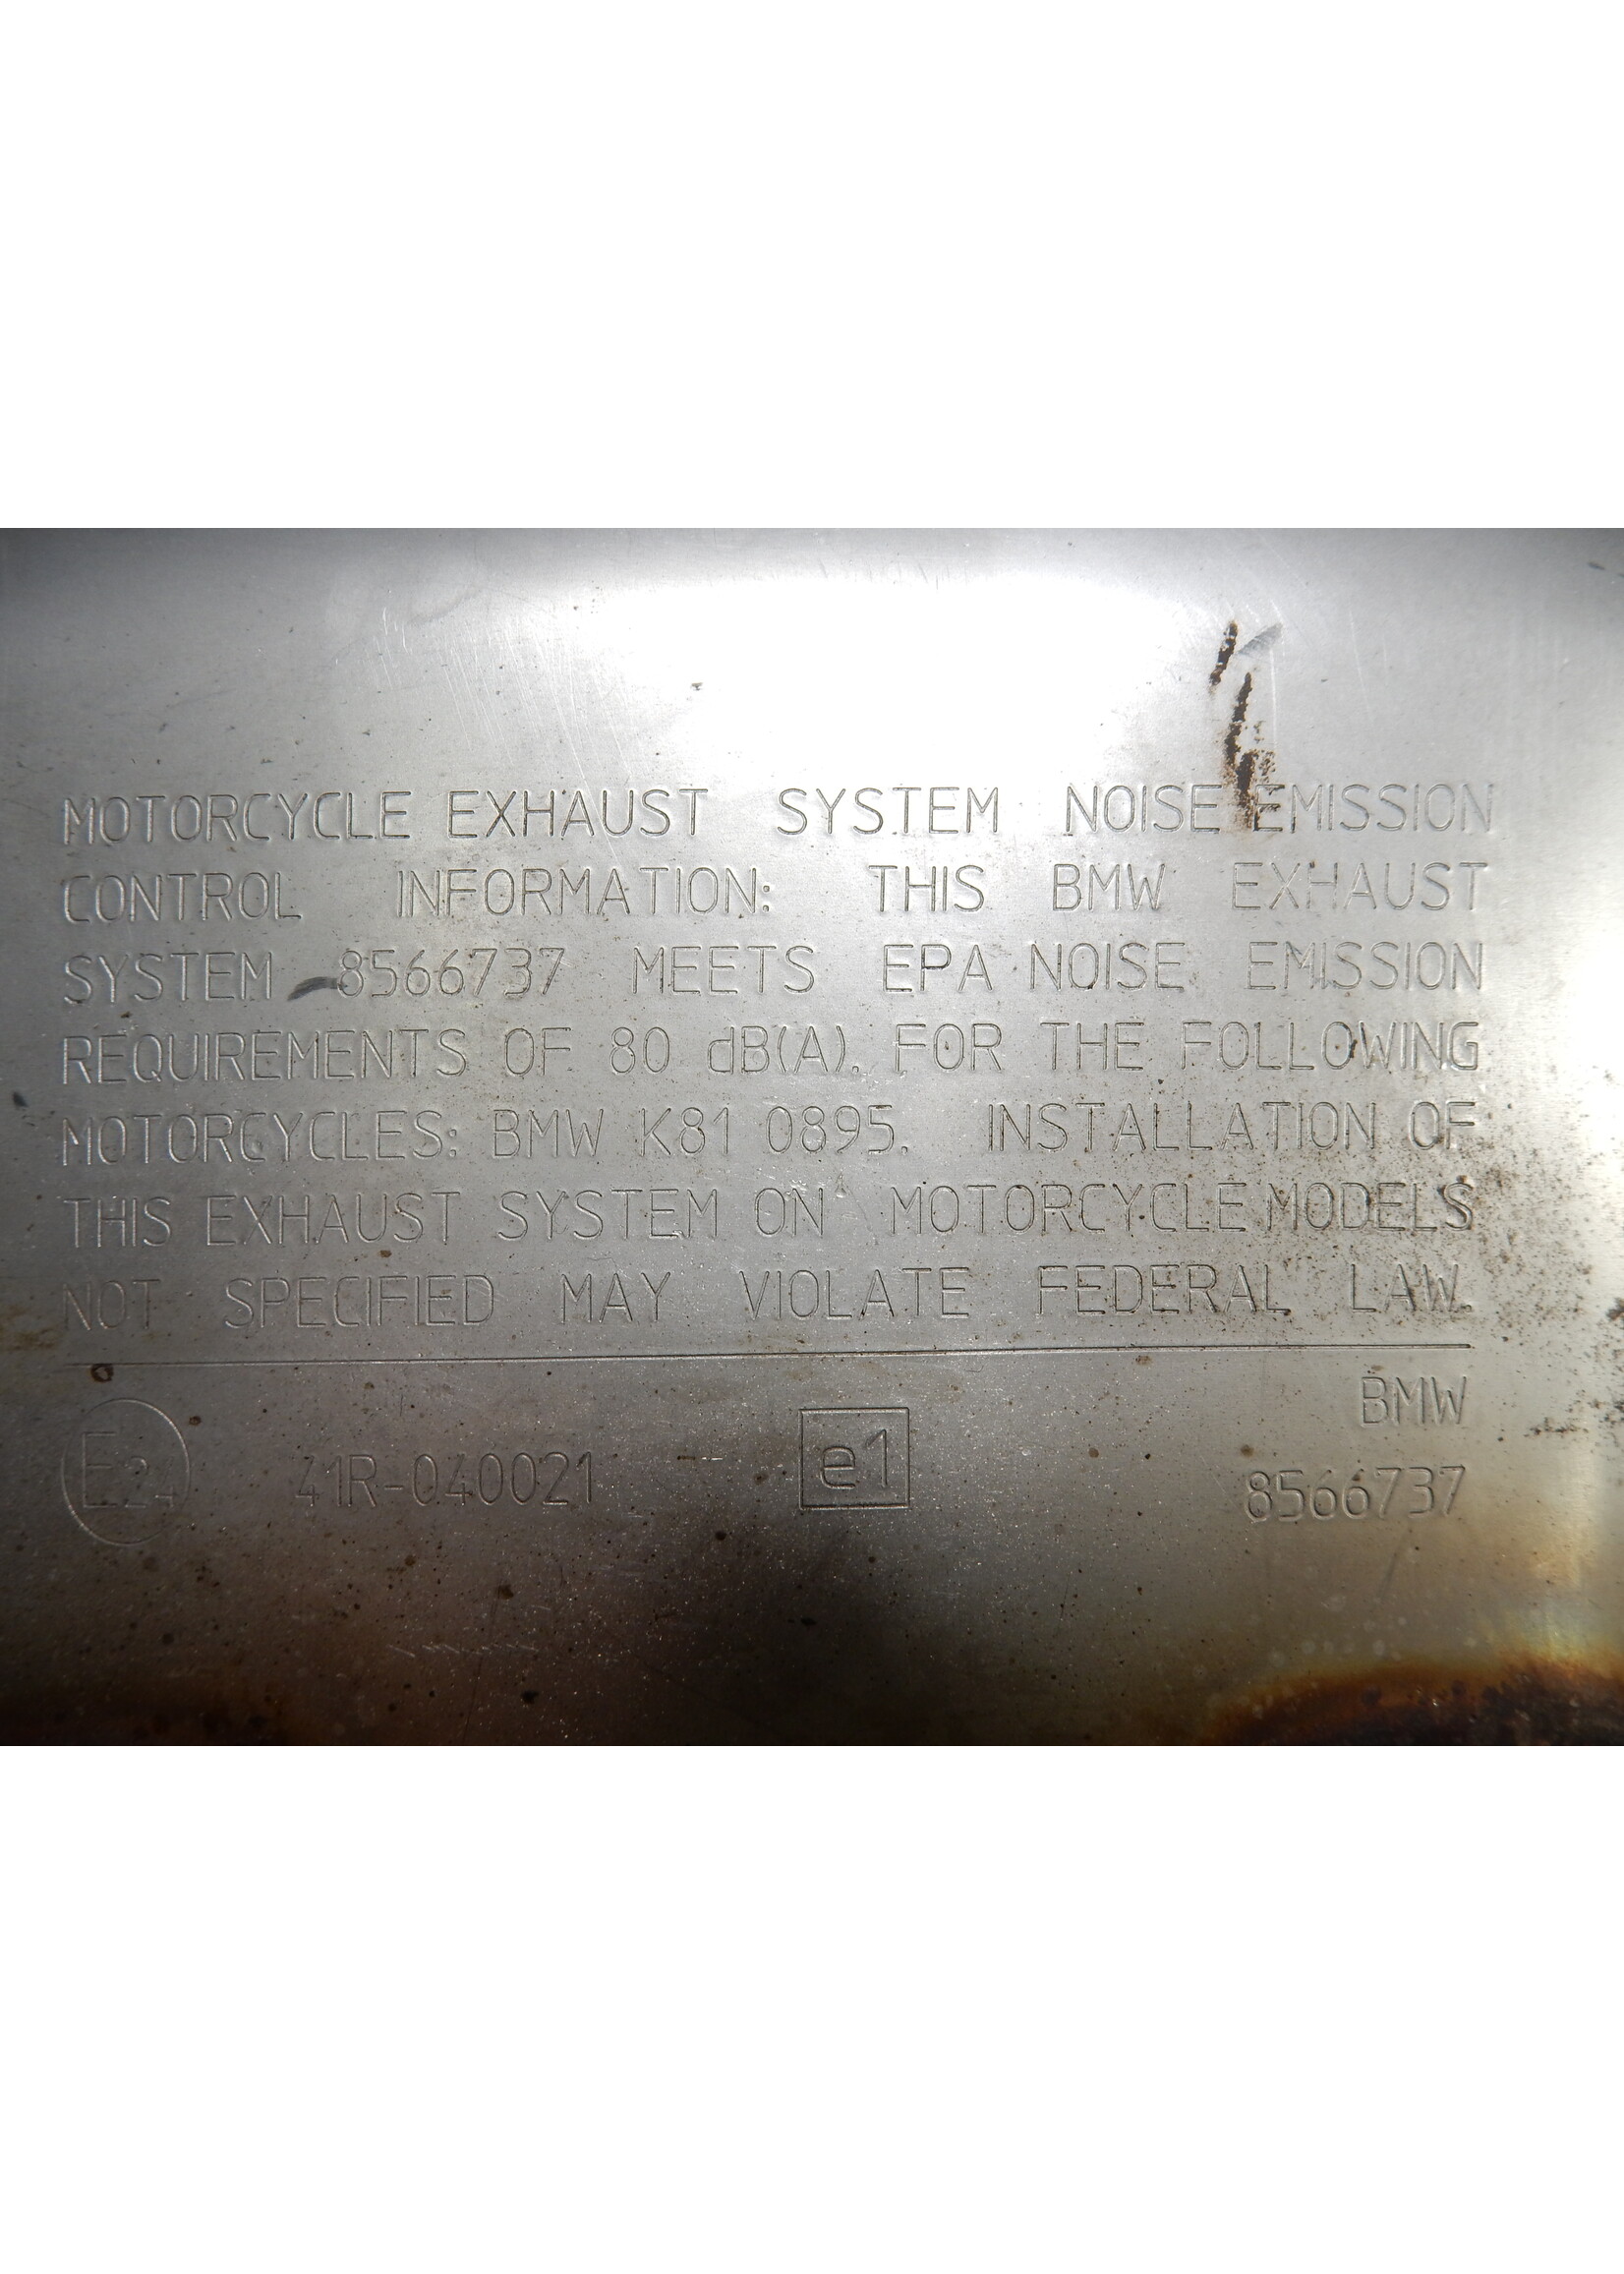 MOTORCYCLE EXHAUST SYSTEM NOISE EMISSION
CONTROL INFORMATION: THIS BMW EXHAUST
SYSTEM 8566737 MEETS EPA NOISE EMISSION
REQUIREMENTS OF 80 dB(A). FOR THE FOLLOWING
MOTORCYCLES: BMW K81 0895. INSTALLATION OF
THIS EXHAUST SYSTEM ON MOTORCYCLE MODELS
NOT SPECIFIED MAY VIOLATE FEDERAL LAW.
BMW
E24 41R-040021 e1 8566737